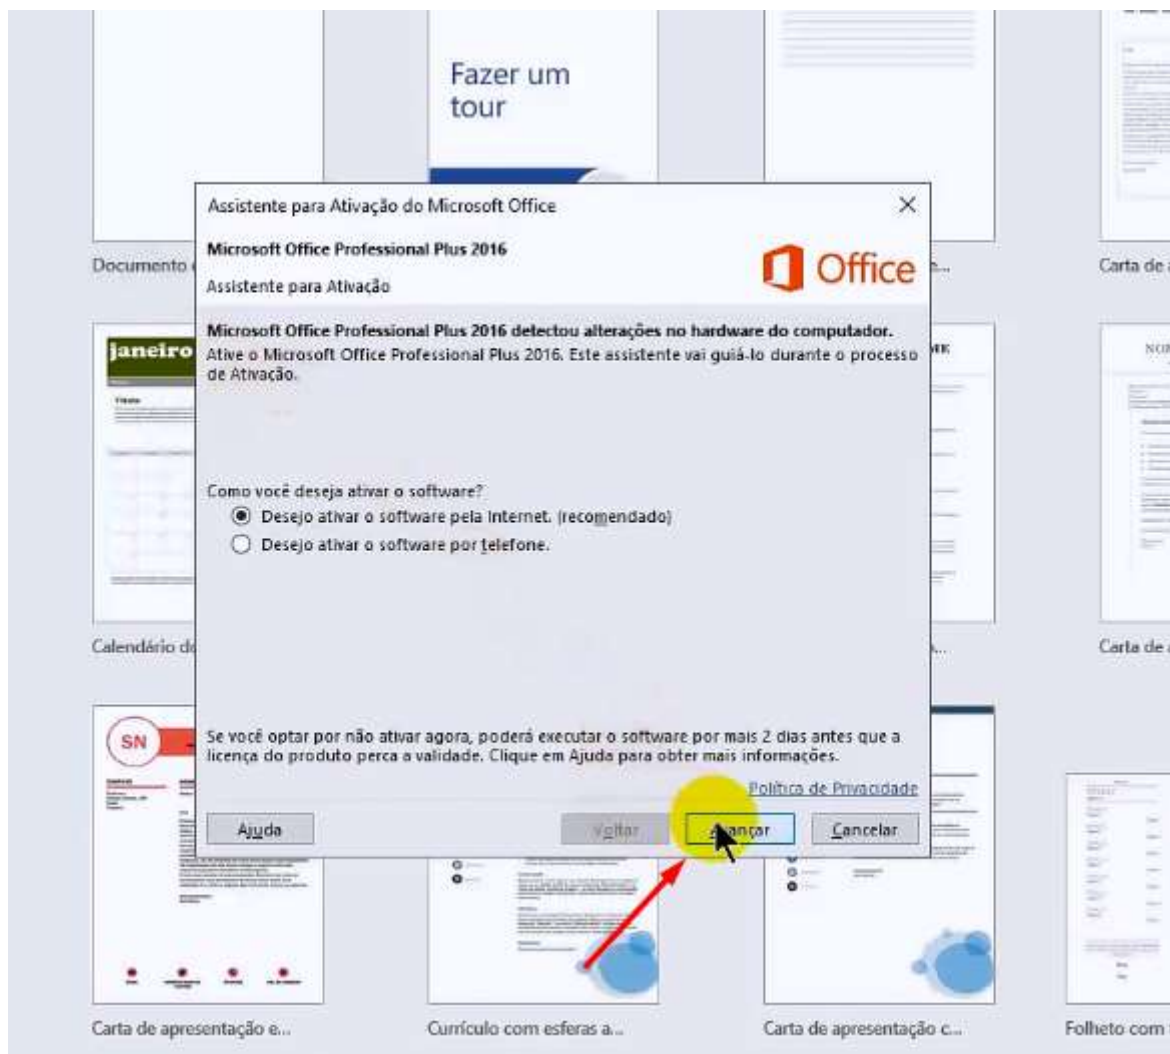 Fazer um
tour
Assistente para Ativação do Microsoft Office
Microsoft Office Professional Plus 2016
Office
Assistente para Ativação
Documento
Carta de
Microsoft Office Professional Plus 2016 detectou alterações no hardware do computador.
Ative o Microsoft Office Professional Plus 2016. Este assistente vai guiá-lo durante o processo
de Ativação.
janeiro
Como você deseja ativar o software?
Desejo ativar o software pela Internet. (recomendado)
Desejo ativar o software por telefone.
Calendário d
Carta de
SN
Se você optar por não ativar agora, poderá executar o software por mais 2 dias antes que a
licença do produto perca a validade. Clique em Ajuda para obter mais informações.
Política de Privacidade
Ajuda
Voltar
Avançar
Cancelar
Carta de apresentação e...
Currículo com esferas a...
Carta de apresentação c...
Folheto com